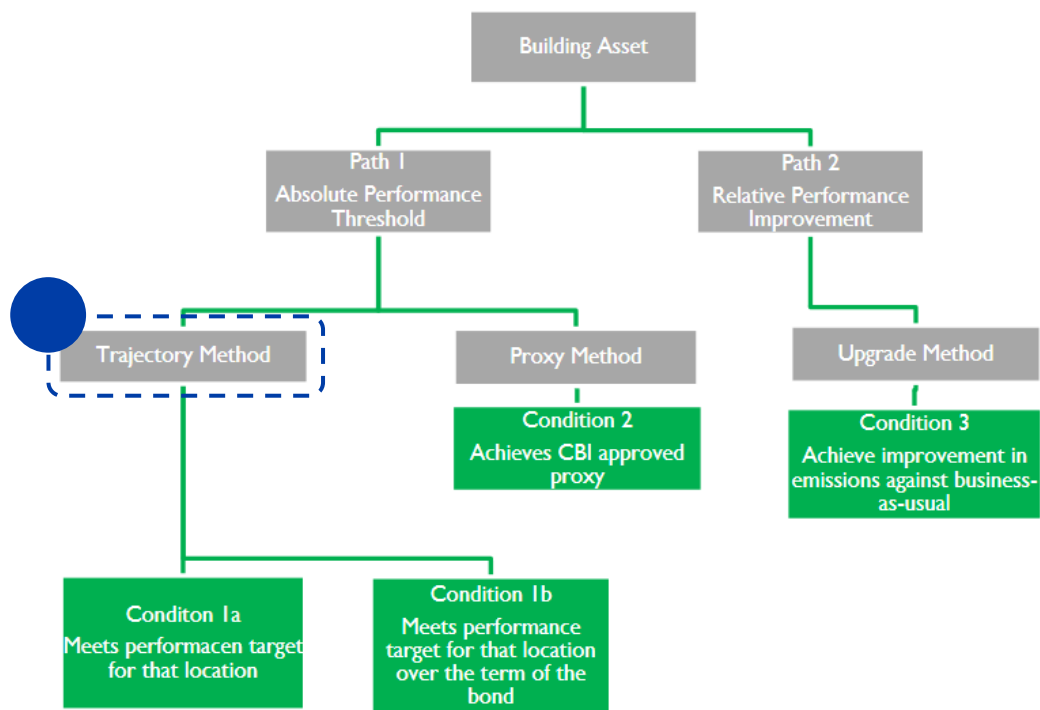 Building Asset
Path 1
Absolute Performance
Threshold
Path 2
Relative Performance
Improvement
Trajectory Method
Proxy Method
Upgrade Method
Condition 2
Achieves CBI approved
proxy
Condition 3
Achieve improvement in
emissions against business-
as-usual
Conditon 1a
Meets performacen target
for that location
Condition 1b
Meets performance
target for that location
over the term of the
bond